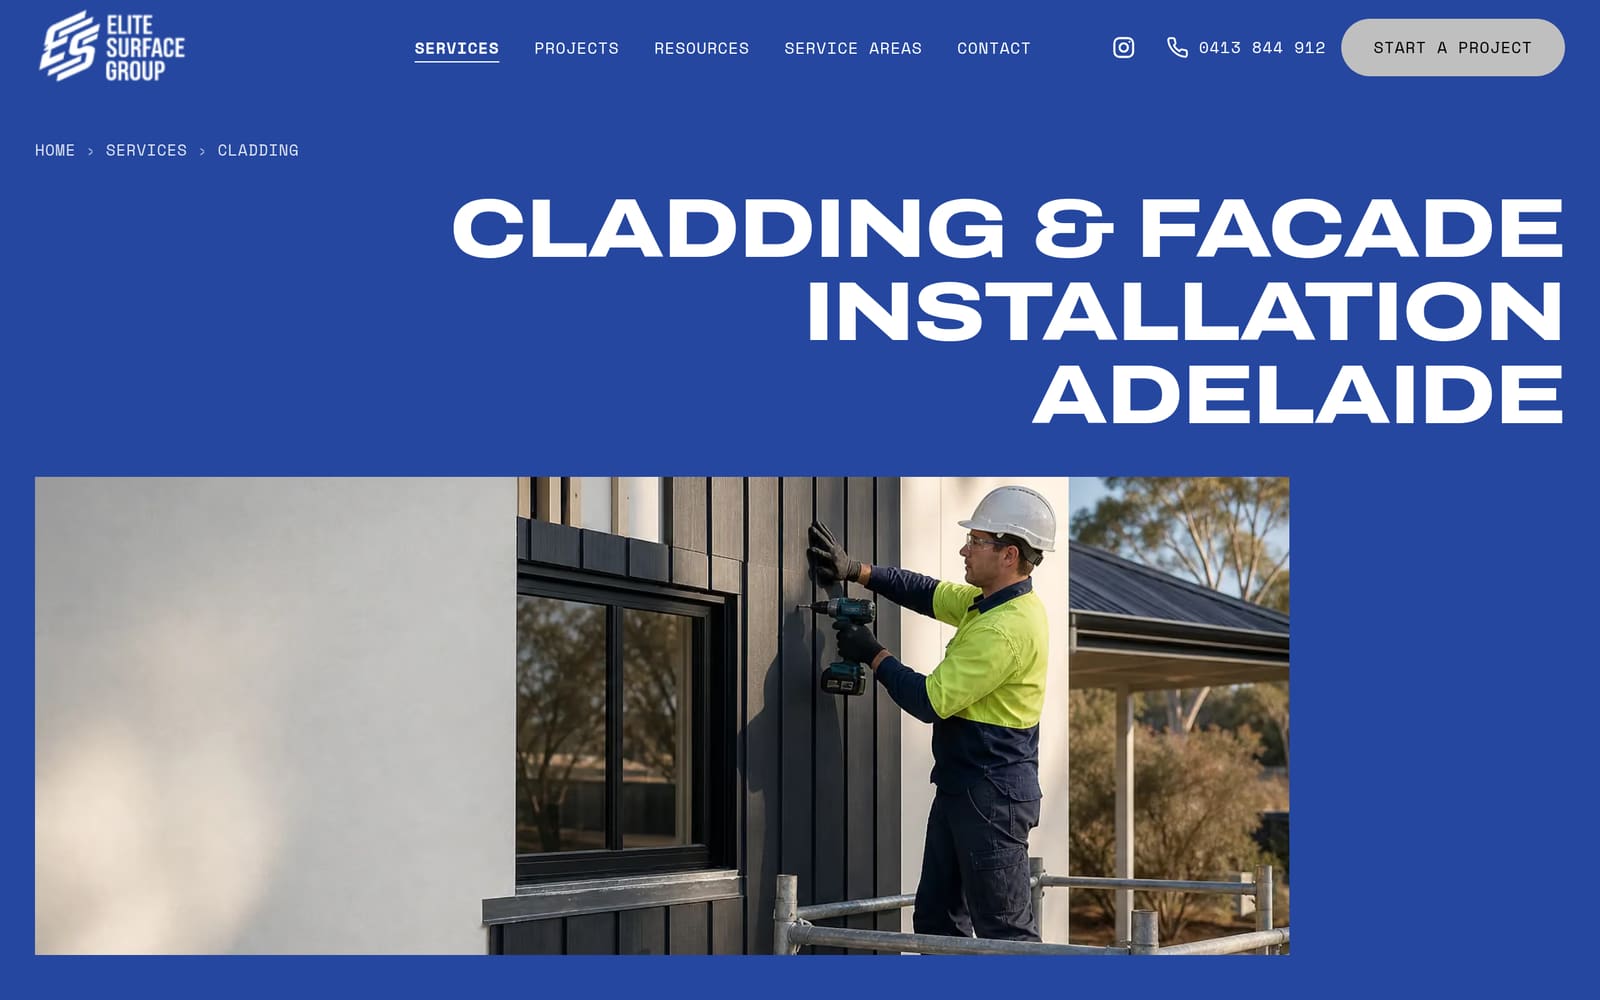 ELITE
SURFACE
GROUP
SERVICES PROJECTS RESOURCES SERVICE AREAS CONTACT 0413 844 912 START A PROJECT
HOME › SERVICES › CLADDING
CLADDING & FACADE
INSTALLATION
ADELAIDE